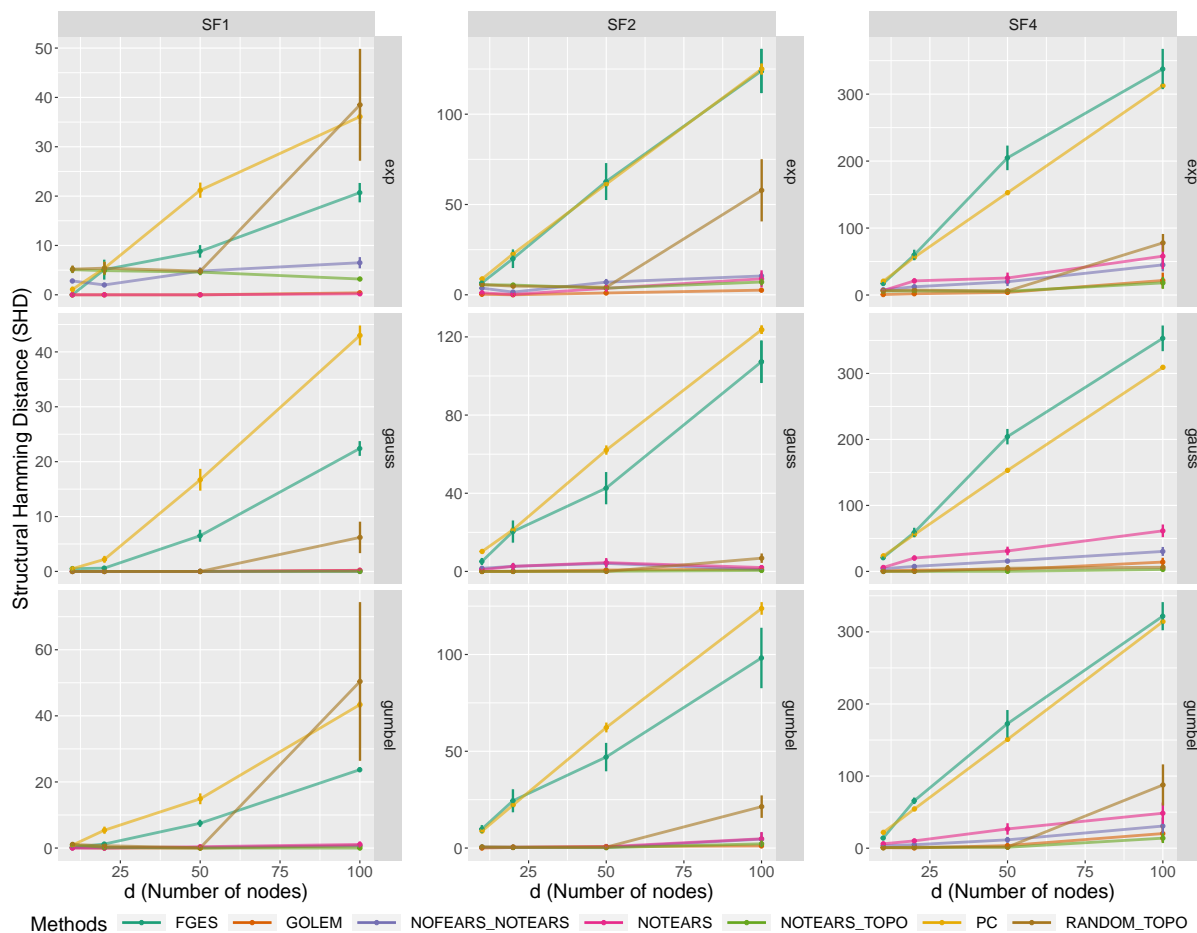 SF1 SF2 SF4
Structural Hamming Distance (SHD)
50
40
30
20
10
0
exp
100
50
0
exp
300
200
100
0
exp
40
30
20
10
0
gauss
120
80
40
0
gauss
300
200
100
0
gauss
60
40
20
0
gumbel
100
50
0
gumbel
300
200
100
0
gumbel
25 50 75 100 25 50 75 100 25 50 75 100
d (Number of nodes) d (Number of nodes) d (Number of nodes)
Methods FGES GOLEM NOFEARS_NOTEARS NOTEARS NOTEARS_TOPO PC RANDOM_TOPO